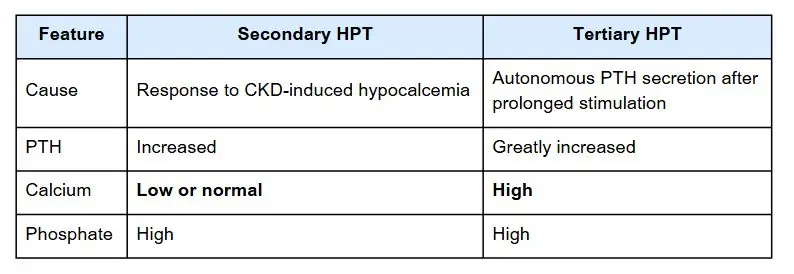 Feature Secondary HPT Tertiary HPT
Cause Response to CKD-induced hypocalcemia Autonomous PTH secretion after
prolonged stimulation
PTH Increased Greatly increased
Calcium Low or normal High
Phosphate High High